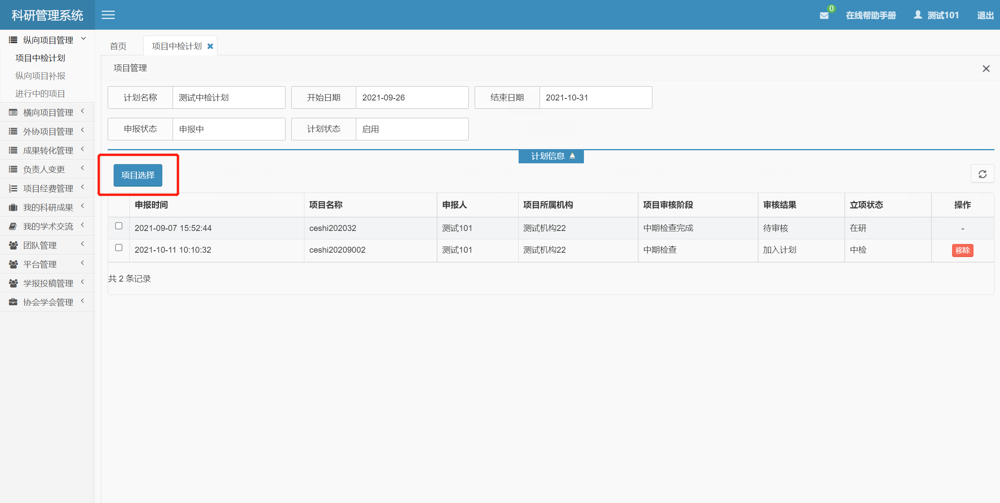 科研管理系统
0
在线帮助手册
测试101
退出
纵向项目管理
项目中检计划
纵向项目补报
进行中的项目
横向项目管理
外协项目管理
成果转化管理
负责人变更
项目经费管理
我的科研成果
我的学术交流
团队管理
平台管理
学报投稿管理
协会学会管理
首页
项目中检计划
项目管理
计划名称 测试中检计划 开始日期 2021-09-26 结束日期 2021-10-31
申报状态 申报中 计划状态 启用
计划信息
项目选择
申报时间 项目名称 申报人 项目所属机构 项目审核阶段 审核结果 立项状态 操作
2021-09-07 15:52:44 ceshi202032 测试101 测试机构22 中期检查完成 待审核 在研 -
2021-10-11 10:10:32 ceshi20209002 测试101 测试机构22 中期检查 加入计划 中检 移除
共 2 条记录